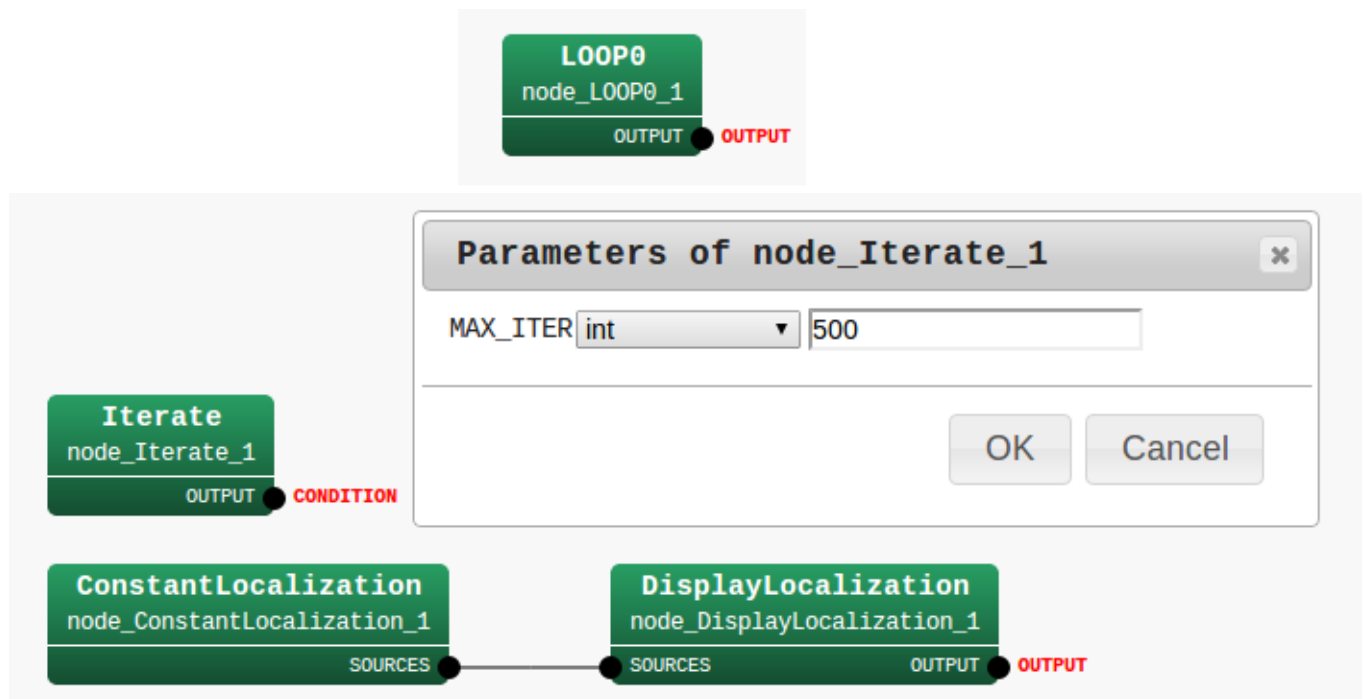 LOOP0
node_LOOP0_1
OUTPUT OUTPUT
Parameters of node_Iterate_1
MAX_ITER int 500
OK Cancel
Iterate
node_Iterate_1
OUTPUT CONDITION
ConstantLocalization
node_ConstantLocalization_1
SOURCES
DisplayLocalization
node_DisplayLocalization_1
SOURCES OUTPUT OUTPUT